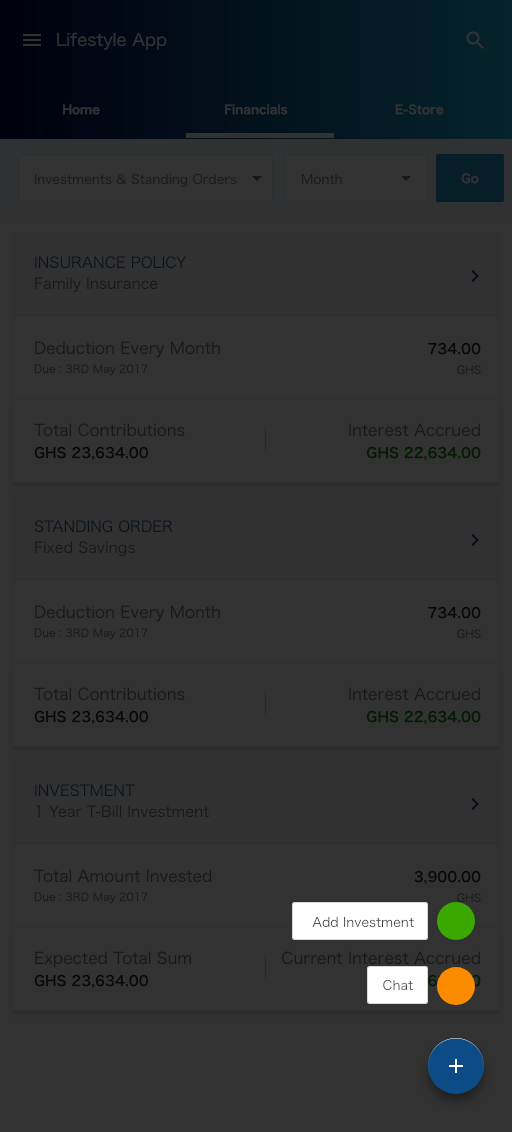 Lifestyle App
Home Financials E-Store
Investments & Standing Orders Month Go
INSURANCE POLICY
Family Insurance
Deduction Every Month 734.00
Due : 3RD May 2017 GHS
Total Contributions Interest Accrued
GHS 23,634.00 GHS 22,634.00
STANDING ORDER
Fixed Savings
Deduction Every Month 734.00
Due : 3RD May 2017 GHS
Total Contributions Interest Accrued
GHS 23,634.00 GHS 22,634.00
INVESTMENT
1 Year T-Bill Investment
Total Amount Invested 3,900.00
Due : 3RD May 2017 GHS
Add Investment
Expected Total Sum Current Interest Accrued
GHS 23,634.00
Chat